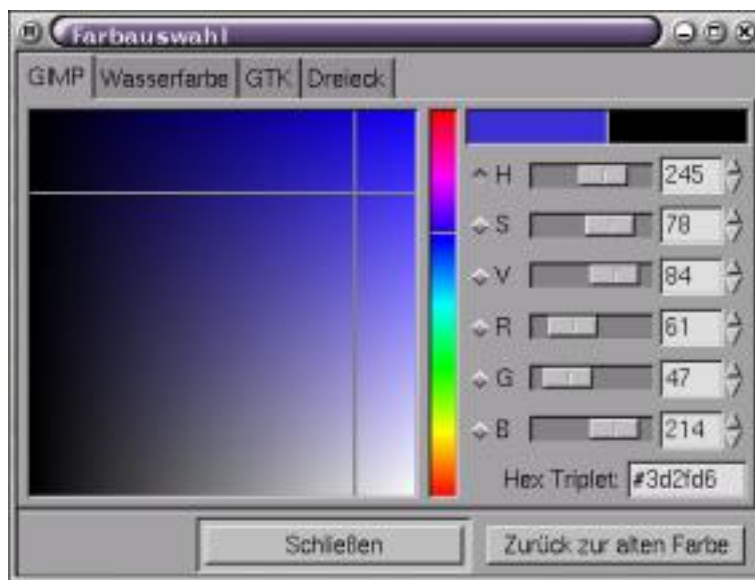 Farbauswahl
GIMP Wasserfarbe GTK Dreieck
H 245
S 78
V 84
R 61
G 47
B 214
Hex Triplet: #3d2fd6
Schließen Zurück zur alten Farbe